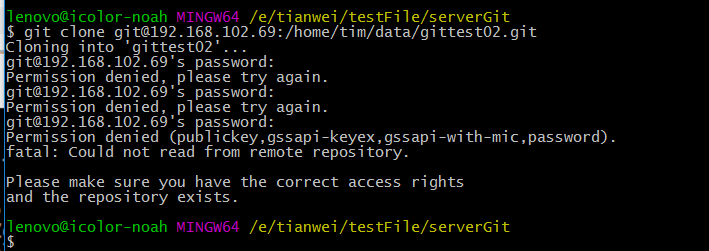 lenovo@icolor-noah MINGW64 /e/tianwei/testFile/serverGit
$ git clone git@192.168.102.69:/home/tim/data/gittest02.git
Cloning into 'gittest02'...
git@192.168.102.69's password:
Permission denied, please try again.
git@192.168.102.69's password:
Permission denied, please try again.
git@192.168.102.69's password:
Permission denied (publickey,gssapi-keyex,gssapi-with-mic,password).
fatal: Could not read from remote repository.
Please make sure you have the correct access rights
and the repository exists.
lenovo@icolor-noah MINGW64 /e/tianwei/testFile/serverGit
$